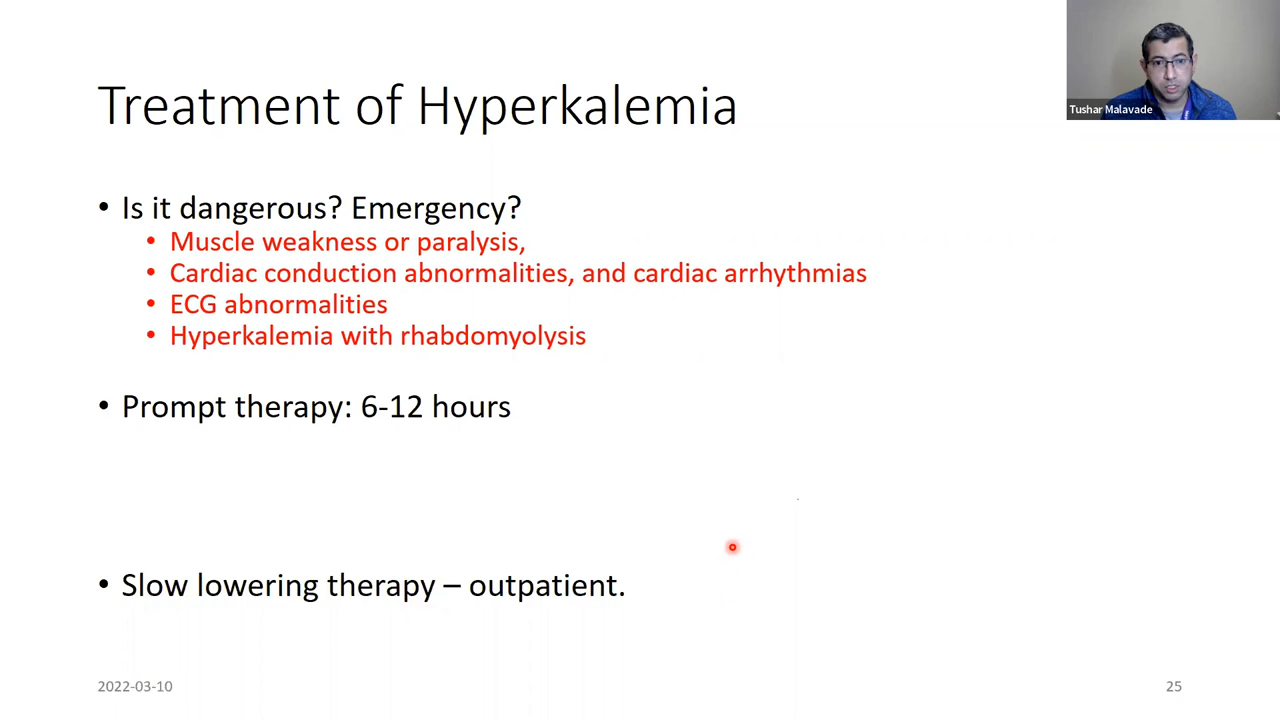 Tushar Malavade
Treatment of Hyperkalemia
• Is it dangerous? Emergency?
• Muscle weakness or paralysis,
• Cardiac conduction abnormalities, and cardiac arrhythmias
• ECG abnormalities
• Hyperkalemia with rhabdomyolysis
• Prompt therapy: 6-12 hours
• Slow lowering therapy – outpatient.
2022-03-10
25